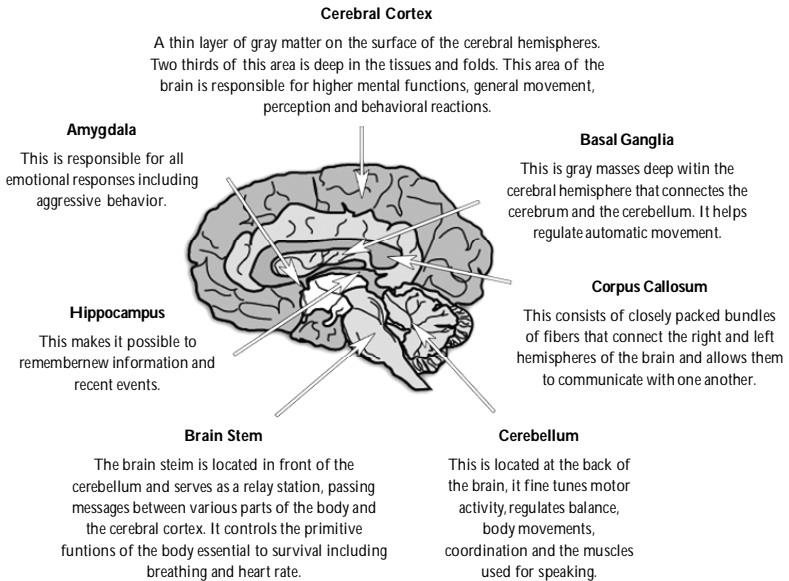 Cerebral Cortex
A thin layer of gray matter on the surface of the cerebral hemispheres.
Two thirds of this area is deep in the tissues and folds. This area of the
brain is responsible for higher mental functions, general movement,
perception and behavioral reactions.
Amygdala
This is responsible for all
emotional responses including
aggressive behavior.
Basal Ganglia
This is gray masses deep witin the
cerebral hemisphere that connectes the
cerebrum and the cerebellum. It helps
regulate automatic movement.
Hippocampus
This makes it possible to
remembernew information and
recent events.
Corpus Callosum
This consists of closely packed bundles
of fibers that connect the right and left
hemispheres of the brain and allows them
to communicate with one another.
Brain Stem
The brain steim is located in front of the
cerebellum and serves as a relay station, passing
messages between various parts of the body and
the cerebral cortex. It controls the primitive
funtions of the body essential to survival including
breathing and heart rate.
Cerebellum
This is located at the back of
the brain, it fine tunes motor
activity, regulates balance,
body movements,
coordination and the muscles
used for speaking.